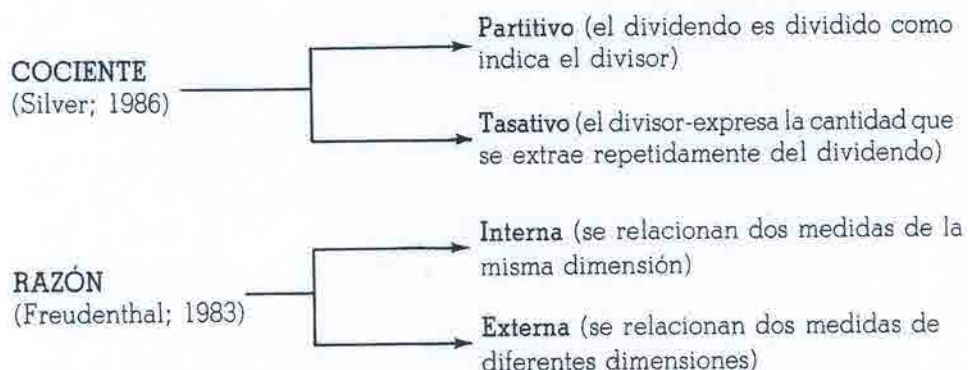 COCIENTE
(Silver; 1986)
Partitivo (el dividendo es dividido como
indica el divisor)
Tasativo (el divisor-expresa la cantidad que
se extrae repetidamente del dividendo)
RAZÓN
(Freudenthal; 1983)
Interna (se relacionan dos medidas de la
misma dimensión)
Externa (se relacionan dos medidas de
diferentes dimensiones)